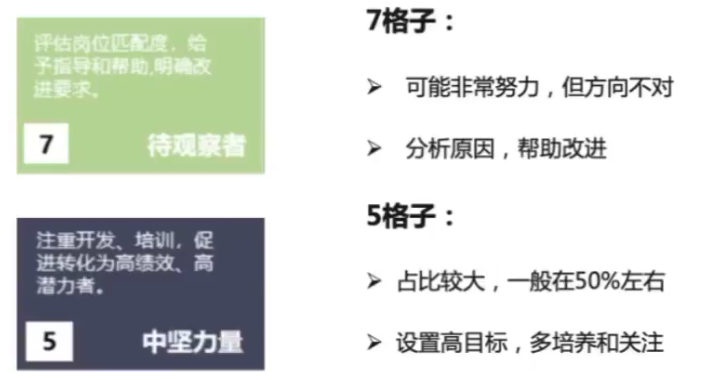 评估岗位匹配度，给
予指导和帮助,明确改
进要求。
7
待观察者
7格子：
➢ 可能非常努力，但方向不对
➢ 分析原因，帮助改进
注重开发、培训，促
进转化为高绩效、高
潜力者。
5
中坚力量
5格子：
➢ 占比较大，一般在50%左右
➢ 设置高目标，多培养和关注